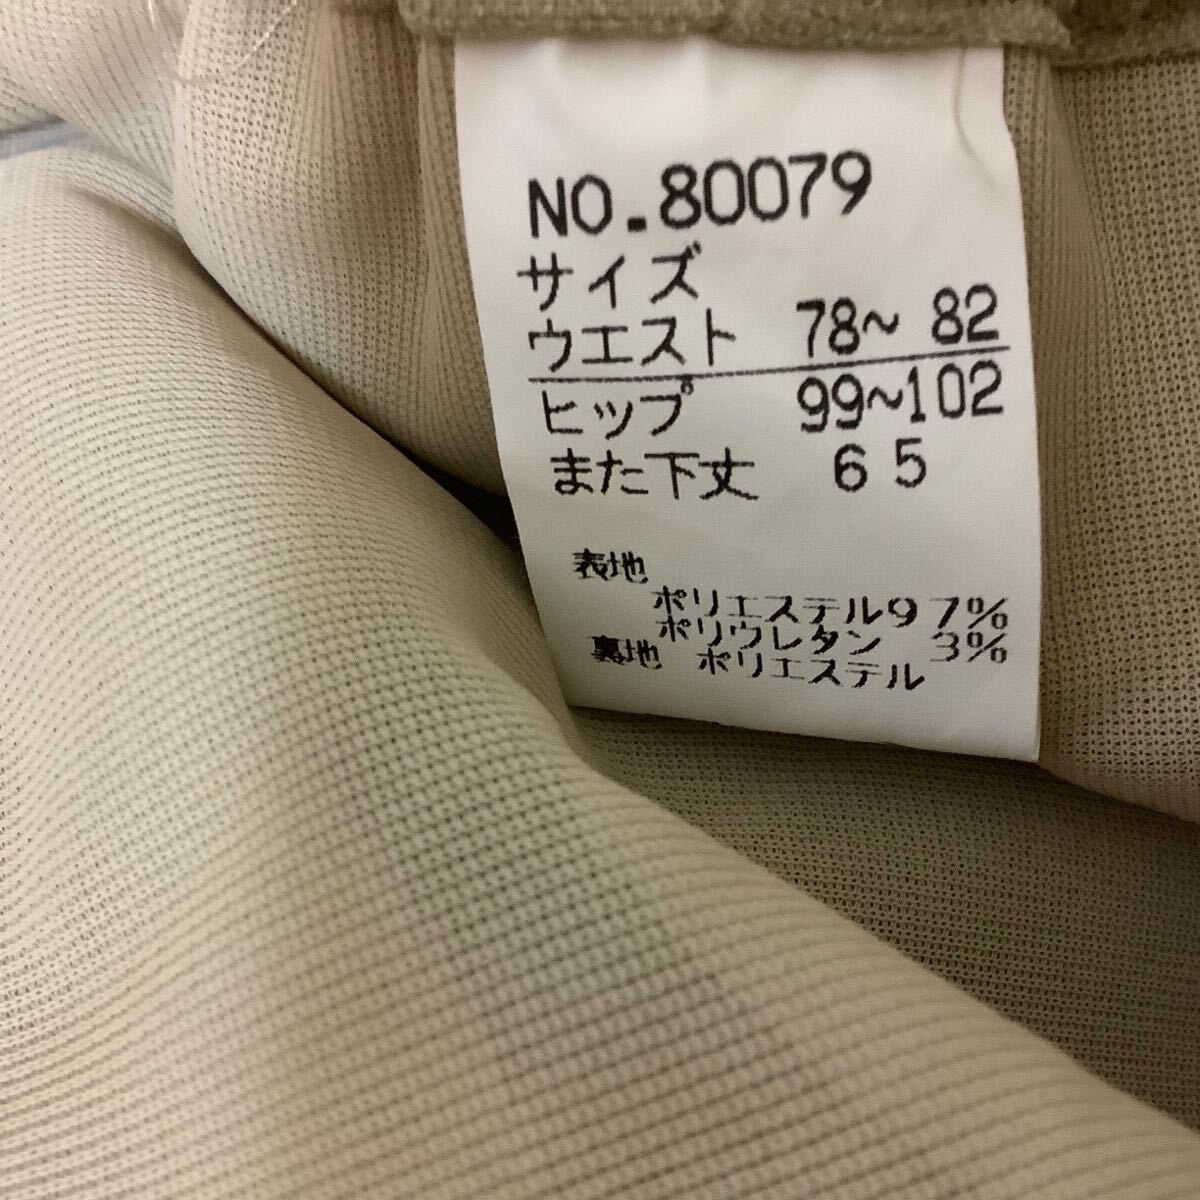 NO.80079
サイズ
ウエスト 78~ 82
ヒップ 99~102
また下丈 65
表地
ポリエステル97%
ポリウレタン 3%
裏地 ポリエステル